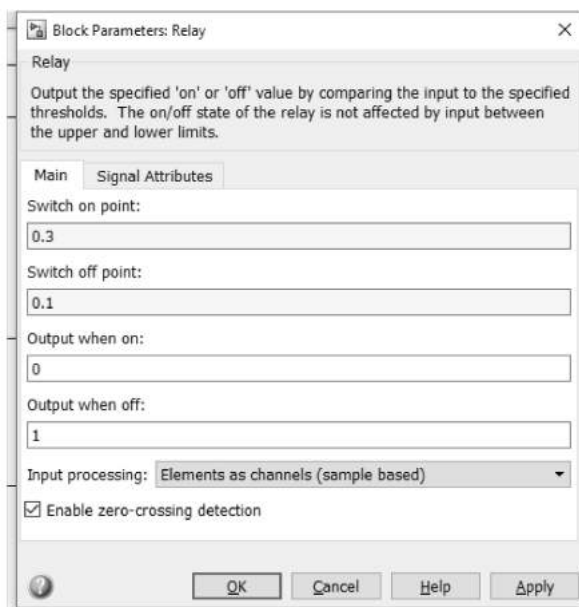 Block Parameters: Relay
Relay
Output the specified 'on' or 'off' value by comparing the input to the specified
thresholds. The on/off state of the relay is not affected by input between
the upper and lower limits.
Main Signal Attributes
Switch on point:
0.3
Switch off point:
0.1
Output when on:
0
Output when off:
1
Input processing: Elements as channels (sample based)
Enable zero-crossing detection
OK Cancel Help Apply